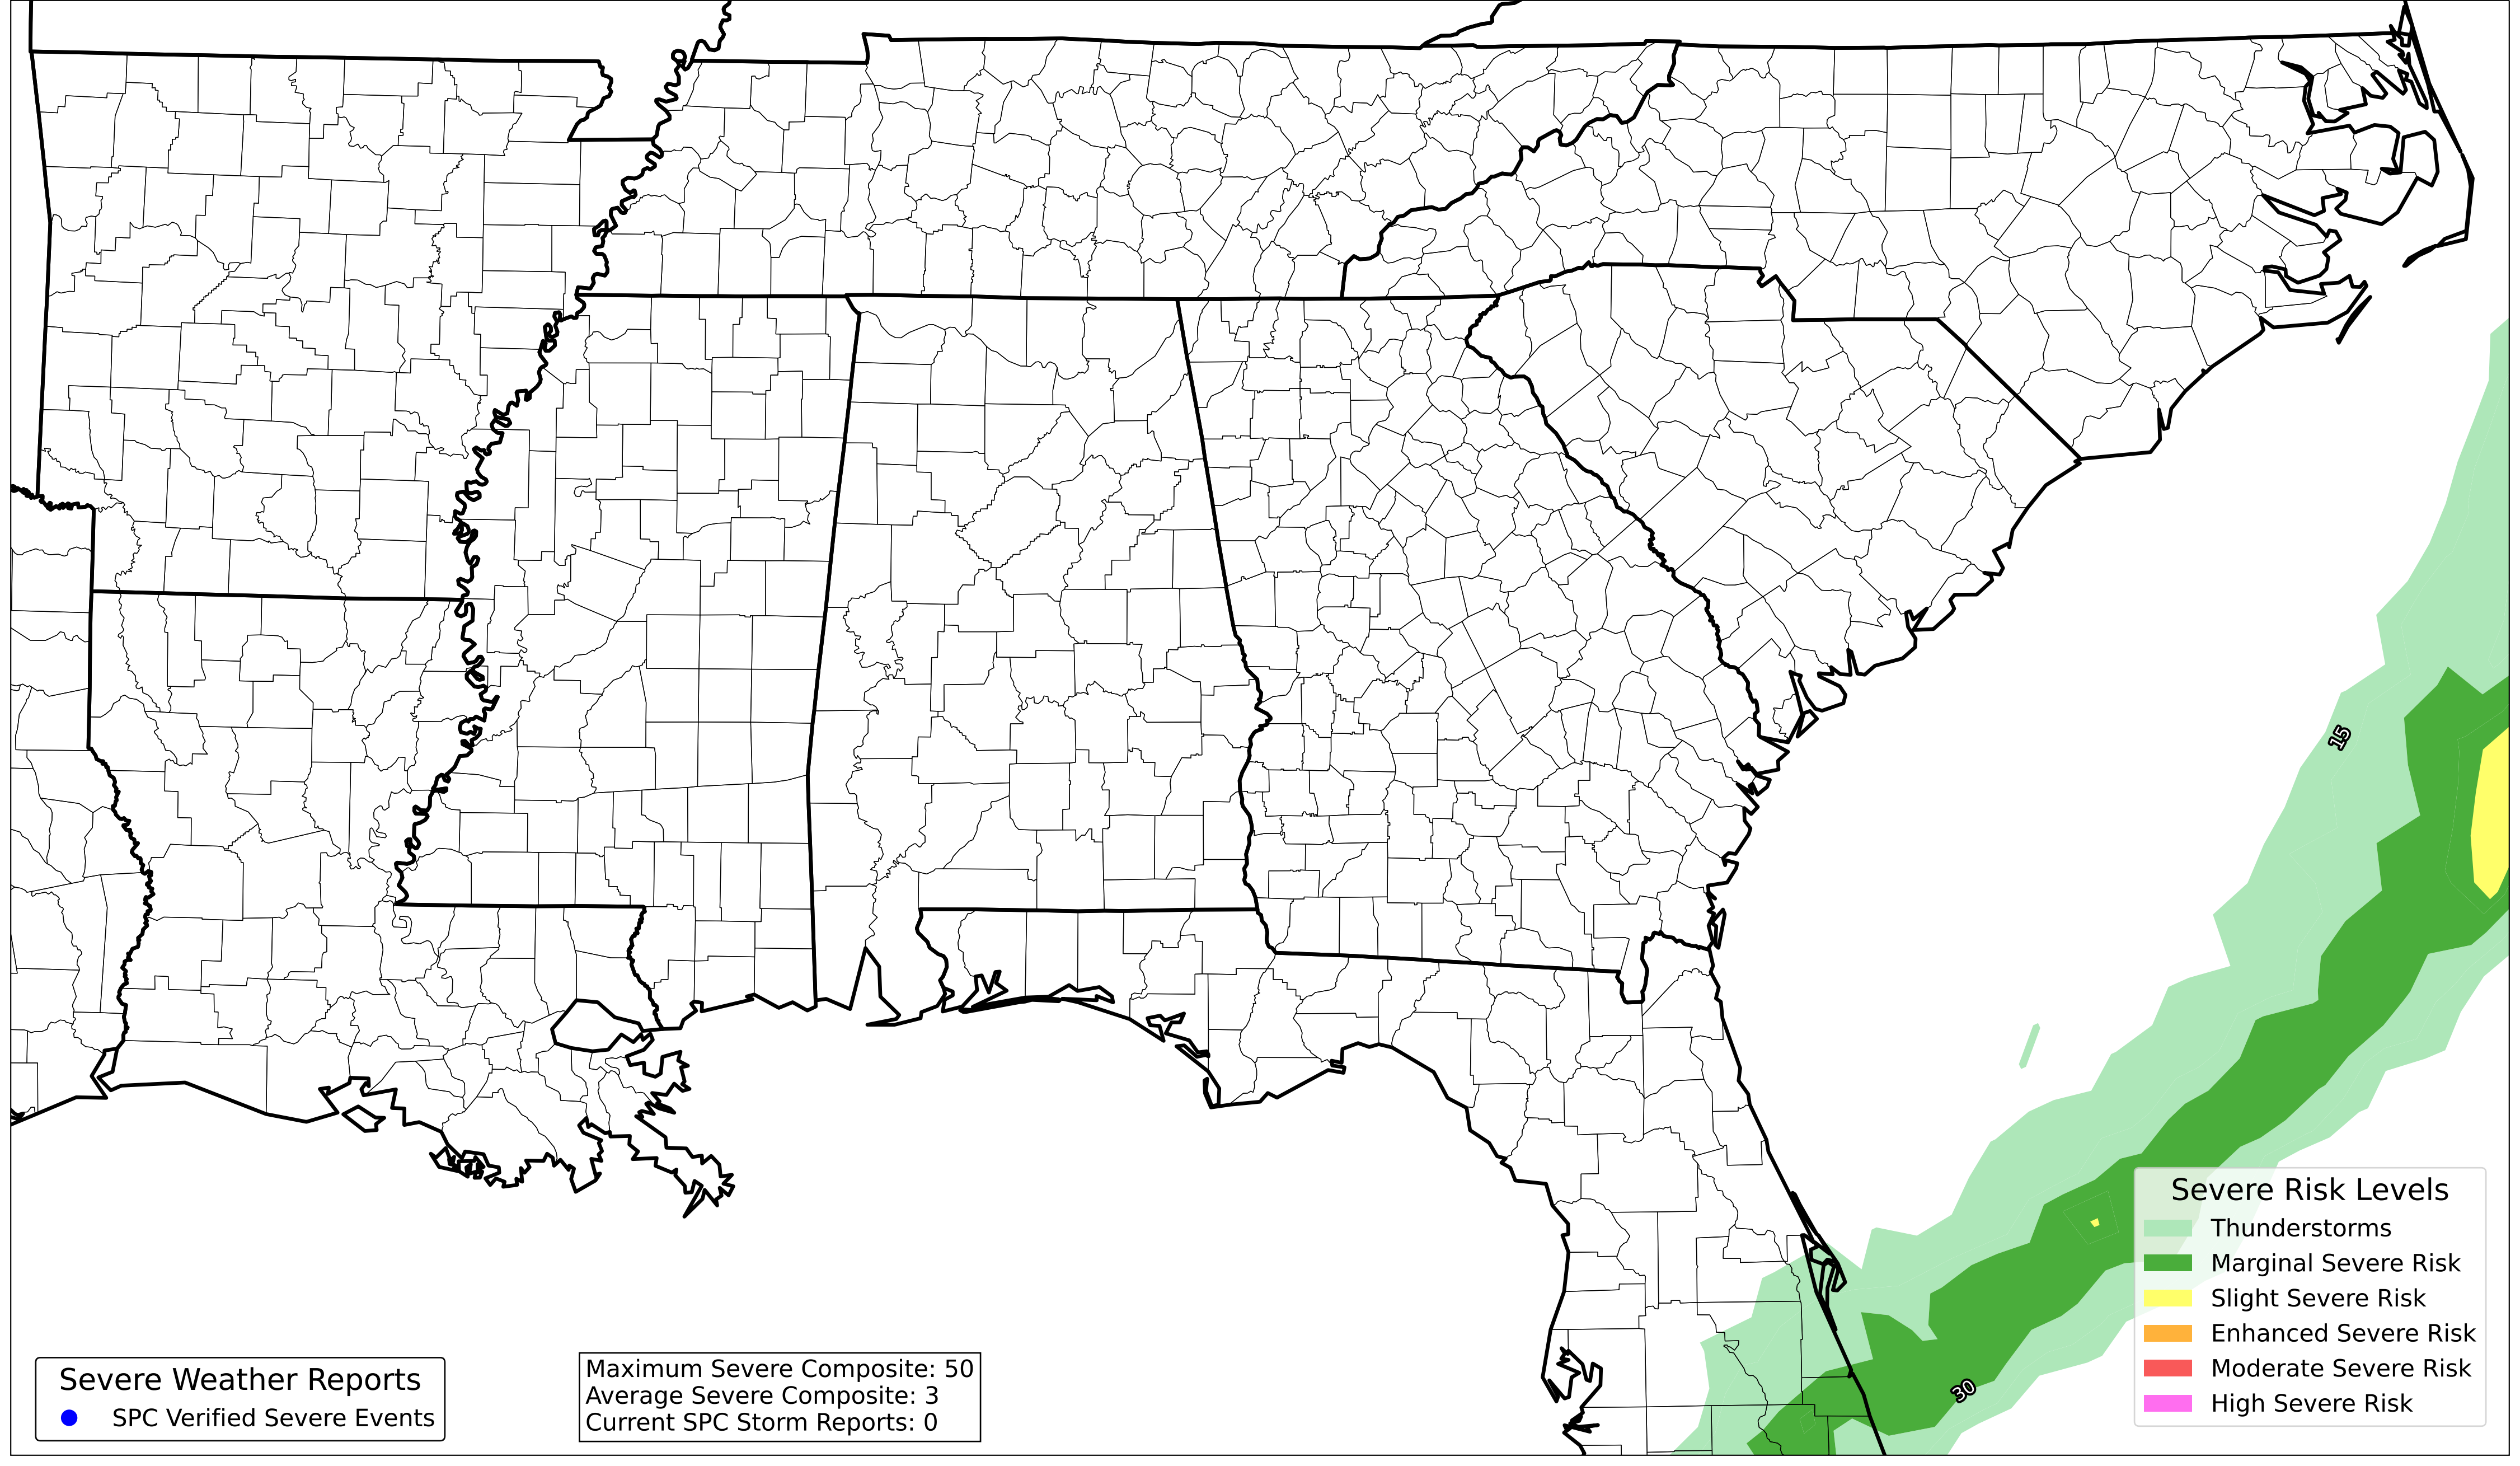 15
Severe Risk Levels
Thunderstorms
Marginal Severe Risk
Slight Severe Risk
Enhanced Severe Risk
Moderate Severe Risk
High Severe Risk
30
Severe Weather Reports
SPC Verified Severe Events
Maximum Severe Composite: 50
Average Severe Composite: 3
Current SPC Storm Reports: 0